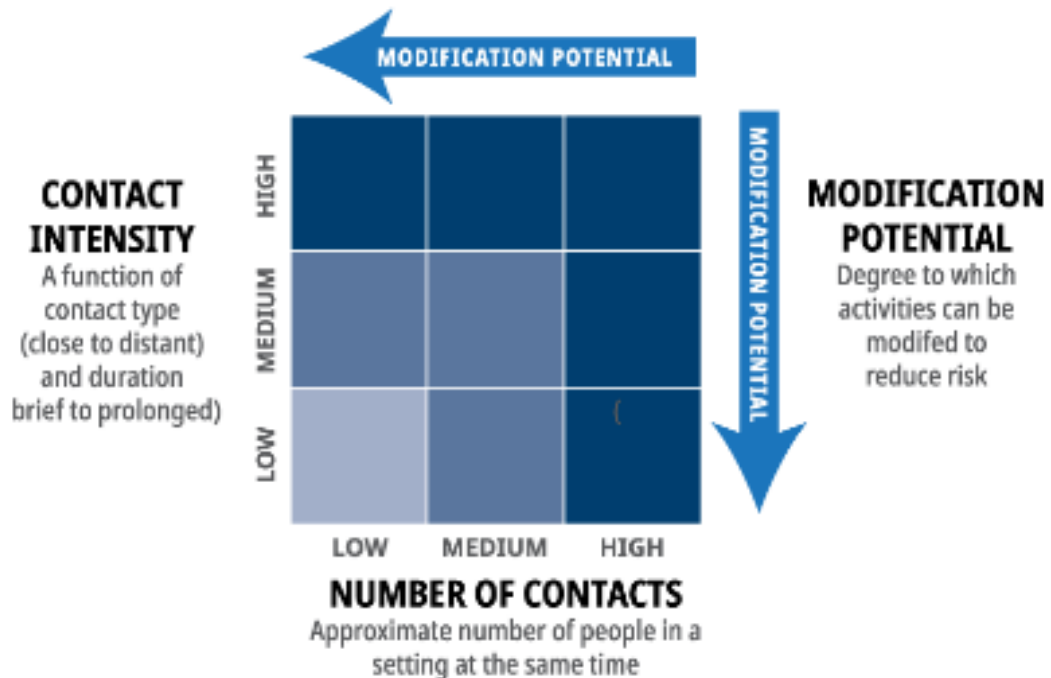 MODIFICATION POTENTIAL
CONTACT
INTENSITY
A function of
contact type
(close to distant)
and duration
brief to prolonged)
HIGH
MEDIUM
LOW
(
MODIFICATION POTENTIAL
MODIFICATION
POTENTIAL
Degree to which
activities can be
modifed to
reduce risk
LOW MEDIUM HIGH
NUMBER OF CONTACTS
Approximate number of people in a
setting at the same time